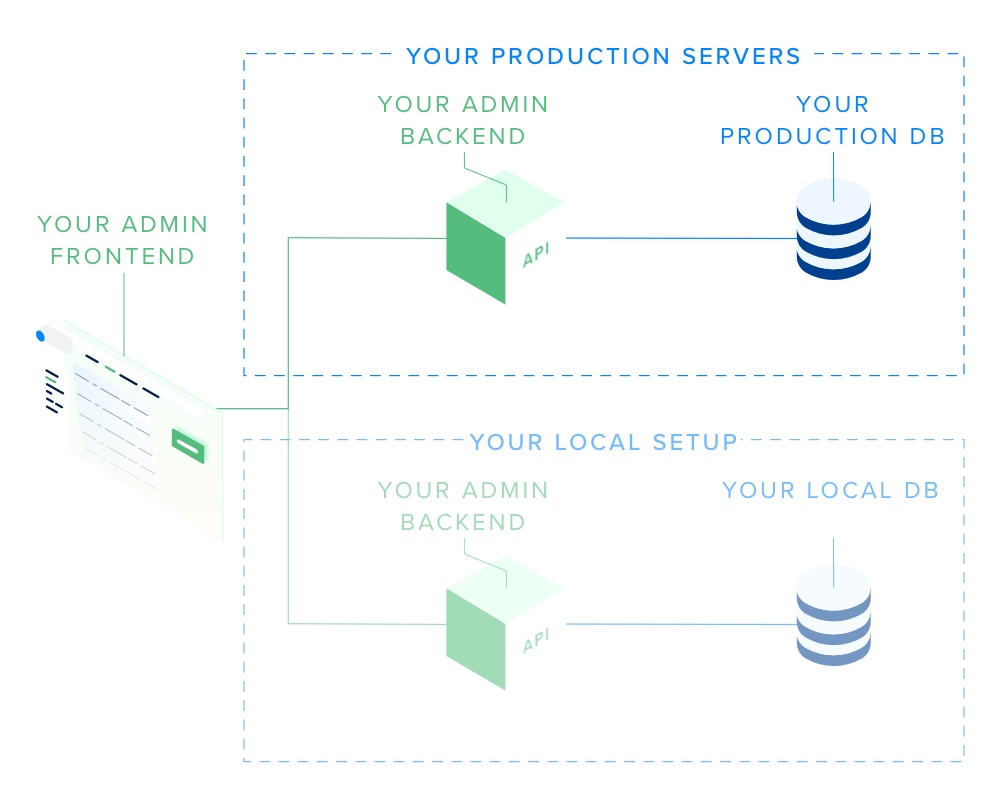 YOUR PRODUCTION SERVERS
YOUR ADMIN
BACKEND
YOUR
PRODUCTION DB
API
YOUR ADMIN
FRONTEND
YOUR LOCAL SETUP
YOUR ADMIN
BACKEND
YOUR LOCAL DB
API